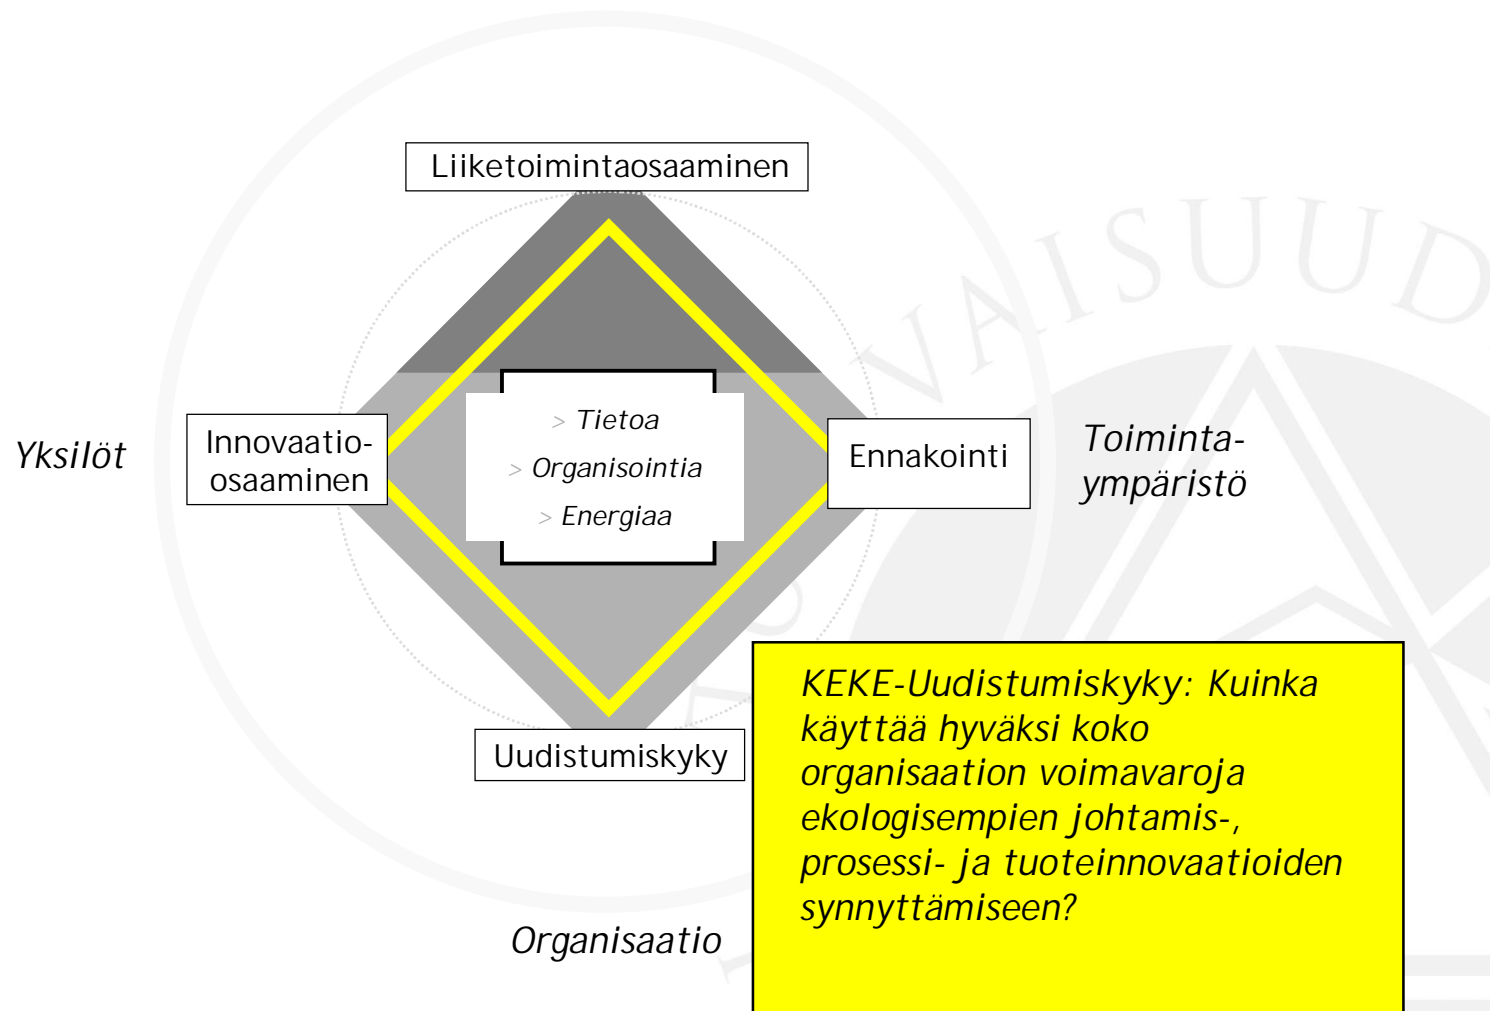 Liiketoimintaosaaminen
VAISUUD
> Tietoa
> Organisointia
> Energiaa
Yksilöt
Innovaatio-
osaaminen
Ennakointi
Toiminta-
ympäristö
Uudistumiskyky
KEKE-Uudistumiskyky: Kuinka
käyttää hyväksi koko
organisaation voimavaroja
ekologisempien johtamis-,
prosessi- ja tuoteinnovaatioiden
synnyttämiseen?
Organisaatio